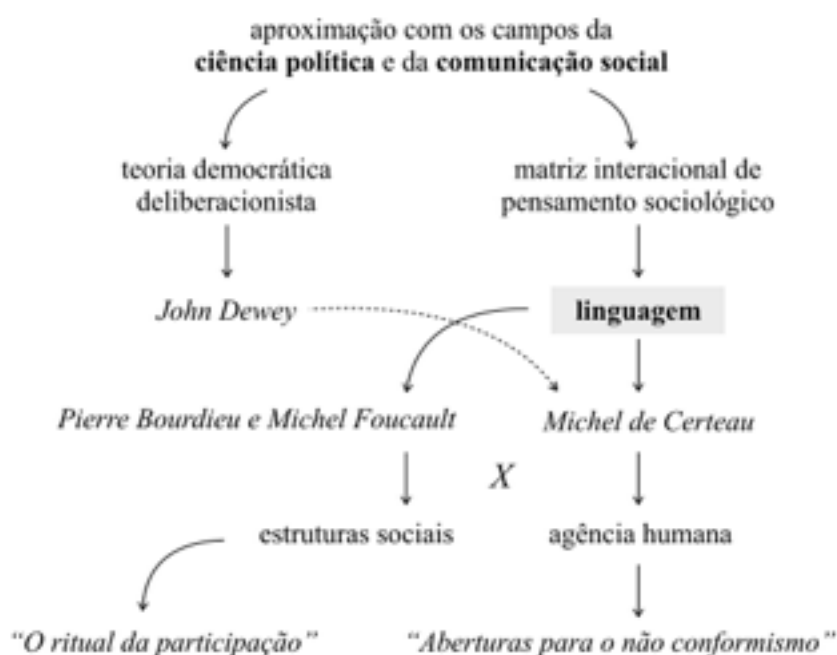 aproximação com os campos da
ciência política e da comunicação social
teoria democrática
deliberacionista
matriz interacional de
pensamento sociológico
John Dewey
linguagem
Pierre Bourdieu e Michel Foucault
Michel de Certeau
X
estruturas sociais
agência humana
“O ritual da participação”
“Aberturas para o não conformismo”